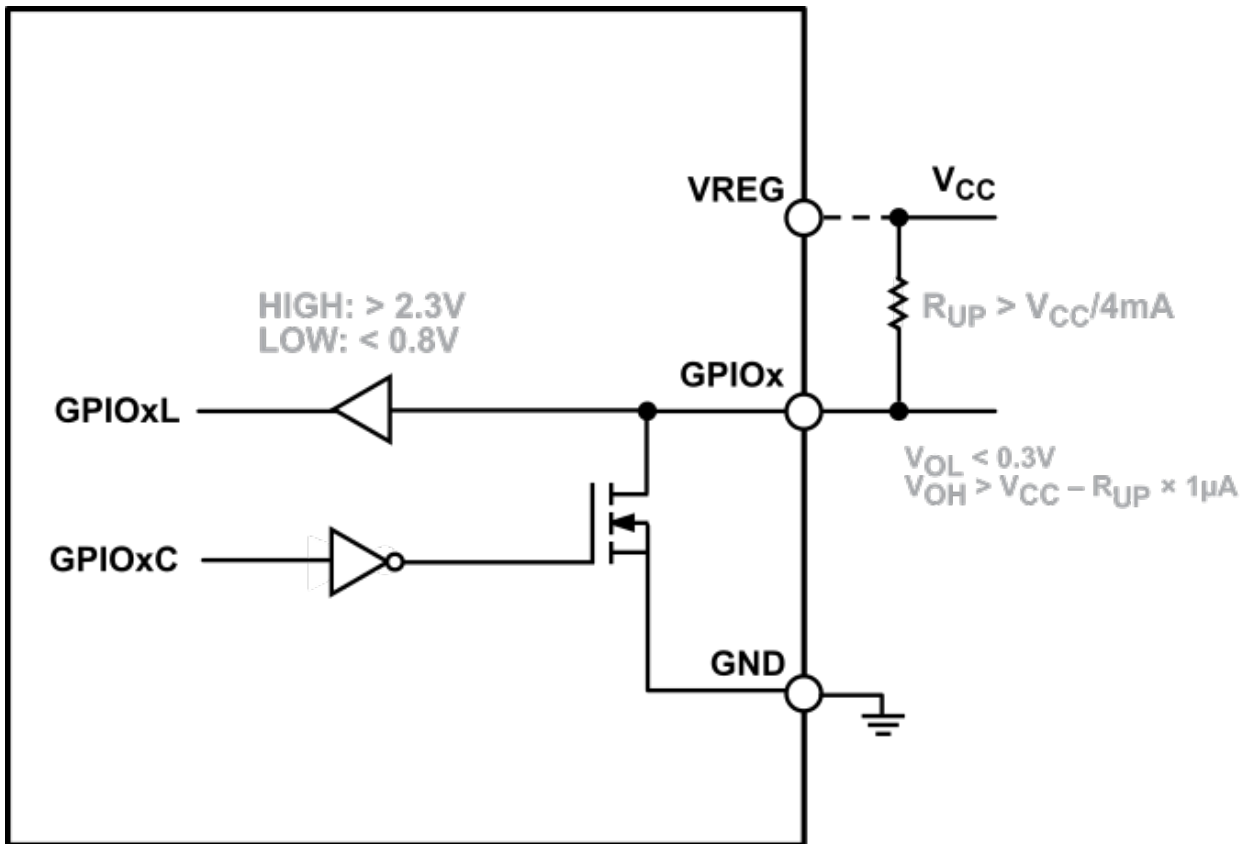 VREG
VCC
HIGH: > 2.3V
LOW: < 0.8V
RUP > VCC/4mA
GPIOx
GPIOxL
VOL < 0.3V
VOH > VCC – RUP × 1µA
GPIOxC
GND